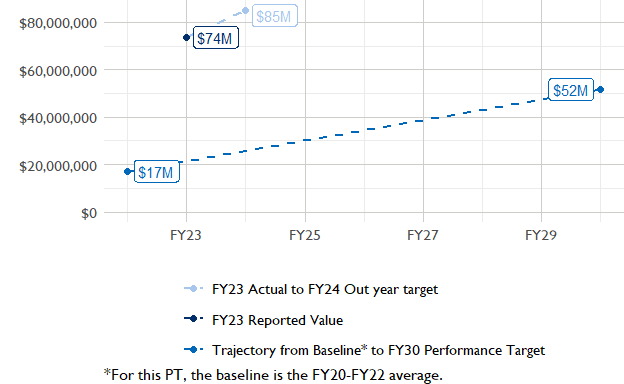 $80,000,000
$85M
$74M
$60,000,000
$52M
$40,000,000
$20,000,000
$17M
$0
FY23 FY25 FY27 FY29
FY23 Actual to FY24 Out year target
FY23 Reported Value
Trajectory from Baseline* to FY30 Performance Target
*For this PT, the baseline is the FY20-FY22 average.